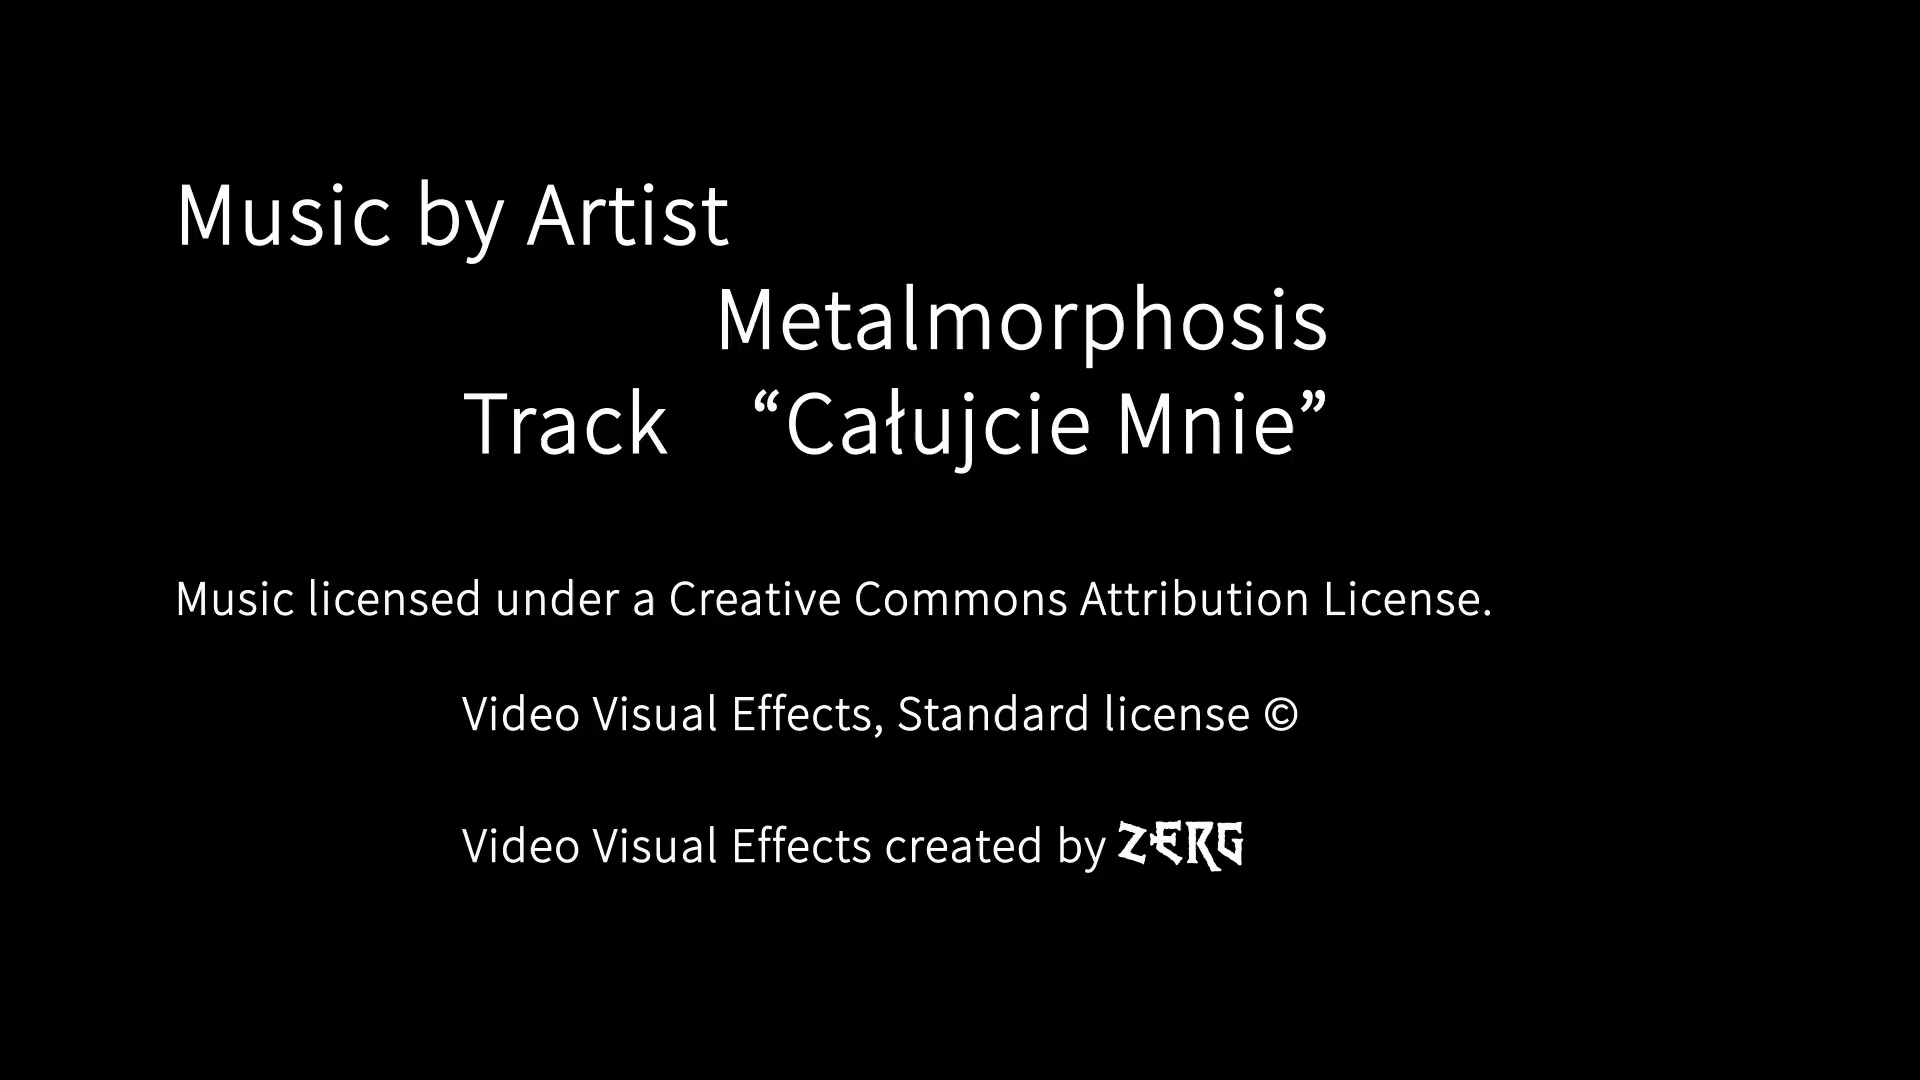 Music by Artist
Metalmorphosis
Track “Całujcie Mnie”
Music licensed under a Creative Commons Attribution License.
Video Visual Effects, Standard license ©
Video Visual Effects created by ZERG